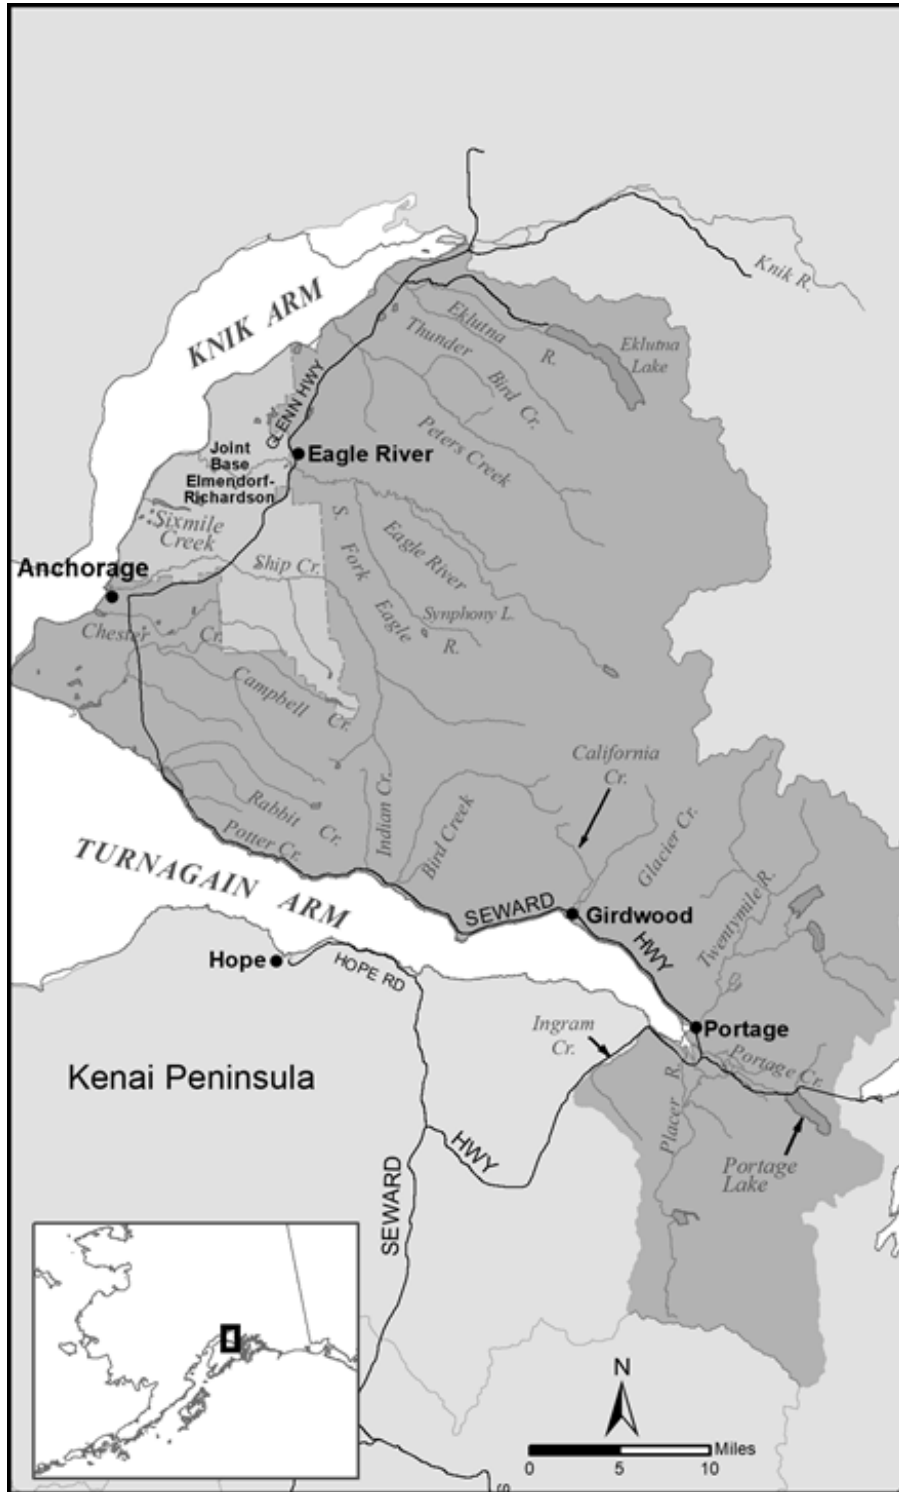 Knik R.
KNIK ARM
Eklutna
R.
Eklutna
Lake
Thunder
Bird
Cr.
GLENN HWY
Peters Creek
Joint
Base
Elmendorf-
Richardson
Eagle River
Sixmile
Creek
S.
Fork
Eagle
R.
Eagle River
Anchorage
Ship Cr.
Synphony L.
Chester
Cr.
Campbell
Cr.
California
Cr.
Rabbit
Cr.
Potter Cr.
Indian Cr.
Bird Creek
Glacier Cr.
TURNAGAIN ARM
SEWARD
HWY
Girdwood
Twentymile R.
Hope
HOPE RD
Ingram
Cr.
Portage
Portage Cr.
Kenai Peninsula
Placer
R.
SEWARD
HWY
Portage
Lake
N
Miles
0
5
10